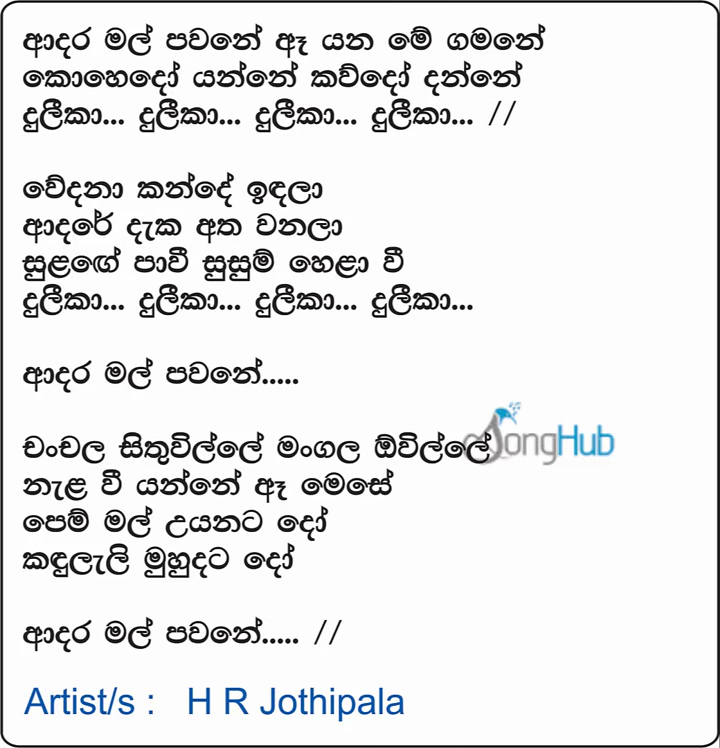 ආදර මල් පවනේ ඈ යන මේ ගමනේ
කොහෙදෝ යන්නේ කව්දෝ දන්නේ
දුලීකා... දුලීකා... දුලීකා... දුලීකා... //
වේදනා කන්දේ ඉඳලා
ආදරේ දැක අත වනලා
සුළඟේ පාවී සුසුම් හෙළා වී
දුලීකා... දුලීකා... දුලීකා... දුලීකා...
ආදර මල් පවනේ.....
චංචල සිතුවිල්ලේ මංගල ඔ්විල්ලේ
SongHub
නැළ වී යන්නේ ඈ මෙසේ
පෙම් මල් උයනට දෝ
කඳුලැලි මුහුදට දෝ
ආදර මල් පවනේ..... //
Artist/s : H R Jothipala